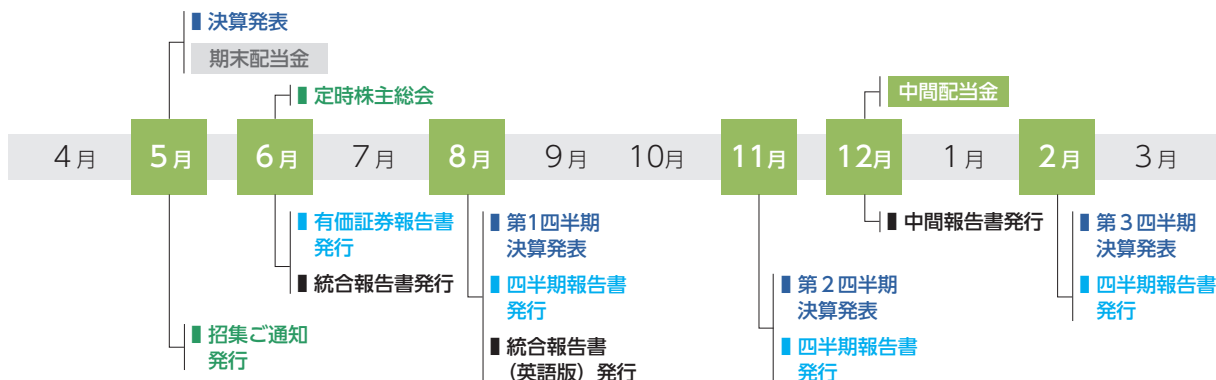 決算発表
期末配当金
定時株主総会
中間配当金
4月
5月
6月
7月
8月
9月
10月
11月
12月
1月
2月
3月
有価証券報告書
発行
統合報告書発行
招集ご通知
発行
第1四半期
決算発表
四半期報告書
発行
統合報告書
（英語版）発行
第２四半期
決算発表
四半期報告書
発行
中間報告書発行
第３四半期
決算発表
四半期報告書
発行